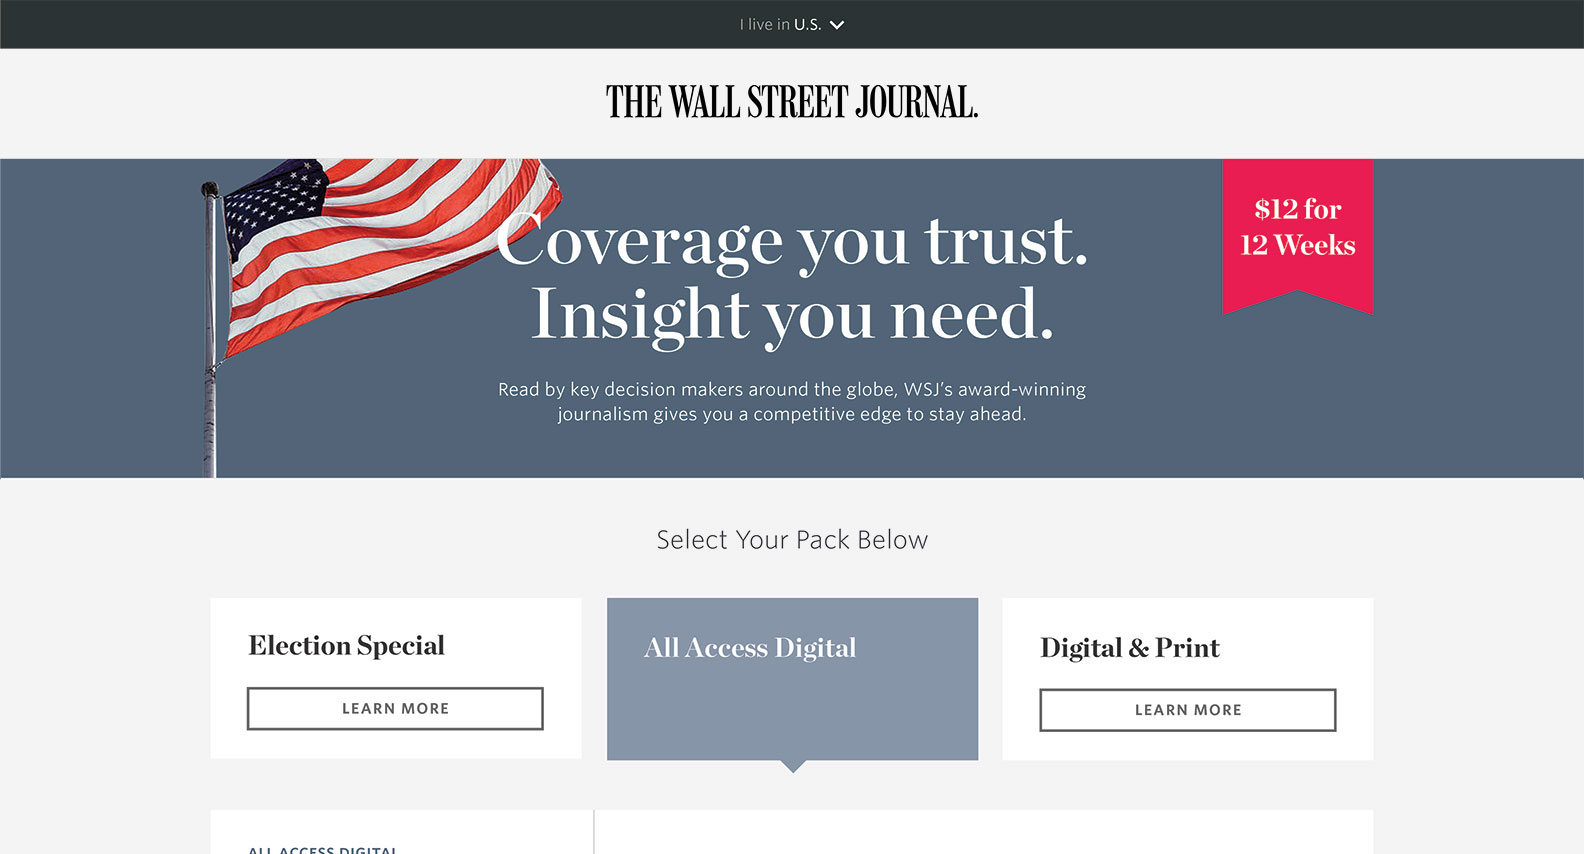 I live in U.S.
THE WALL STREET JOURNAL.
$12 for
12 Weeks
Coverage you trust.
Insight you need.
Read by key decision makers around the globe, WSJ’s award-winning
journalism gives you a competitive edge to stay ahead.
Select Your Pack Below
Election Special
LEARN MORE
All Access Digital
Digital & Print
LEARN MORE
ALL ACCESS DIGITAL